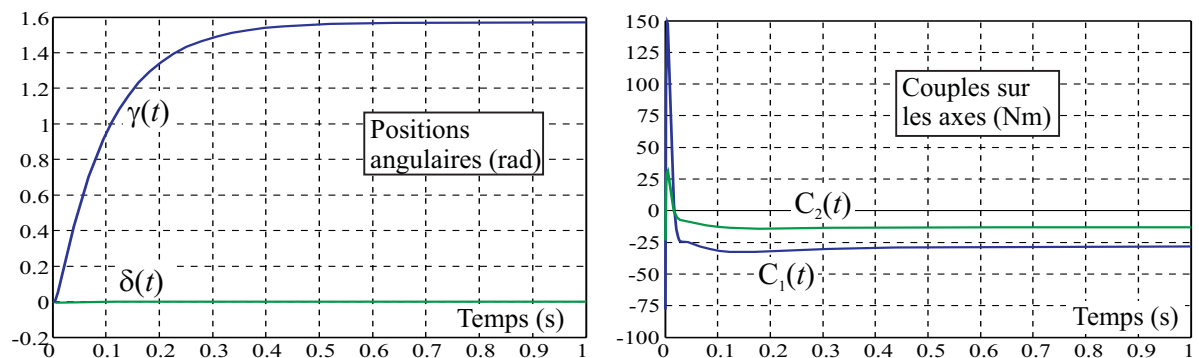 1.6
1.4
1.2
1
0.8
0.6
0.4
0.2
0
-0.2
γ(t)
δ(t)
Positions
angulaires (rad)
Temps (s)
0 0.1 0.2 0.3 0.4 0.5 0.6 0.7 0.8 0.9 1
150
125
100
75
50
25
0
-25
-50
-75
-100
Couples sur
les axes (Nm)
C₂(t)
C₁(t)
Temps (s)
0 0.1 0.2 0.3 0.4 0.5 0.6 0.7 0.8 0.9 1